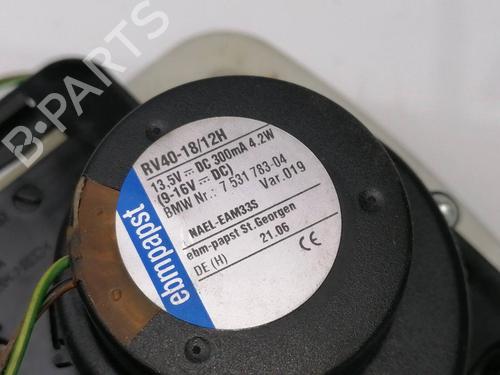 B-PARTS
RV40-18/12H
13,5V DC 300mA 4.2W
(9-16V DC)
BMW Nr.: 7 531 783-04
Var.019
NAEL-EAM33S
ebm-papst St.Georgen
DE (H) 21.06
CE
ebmpapst